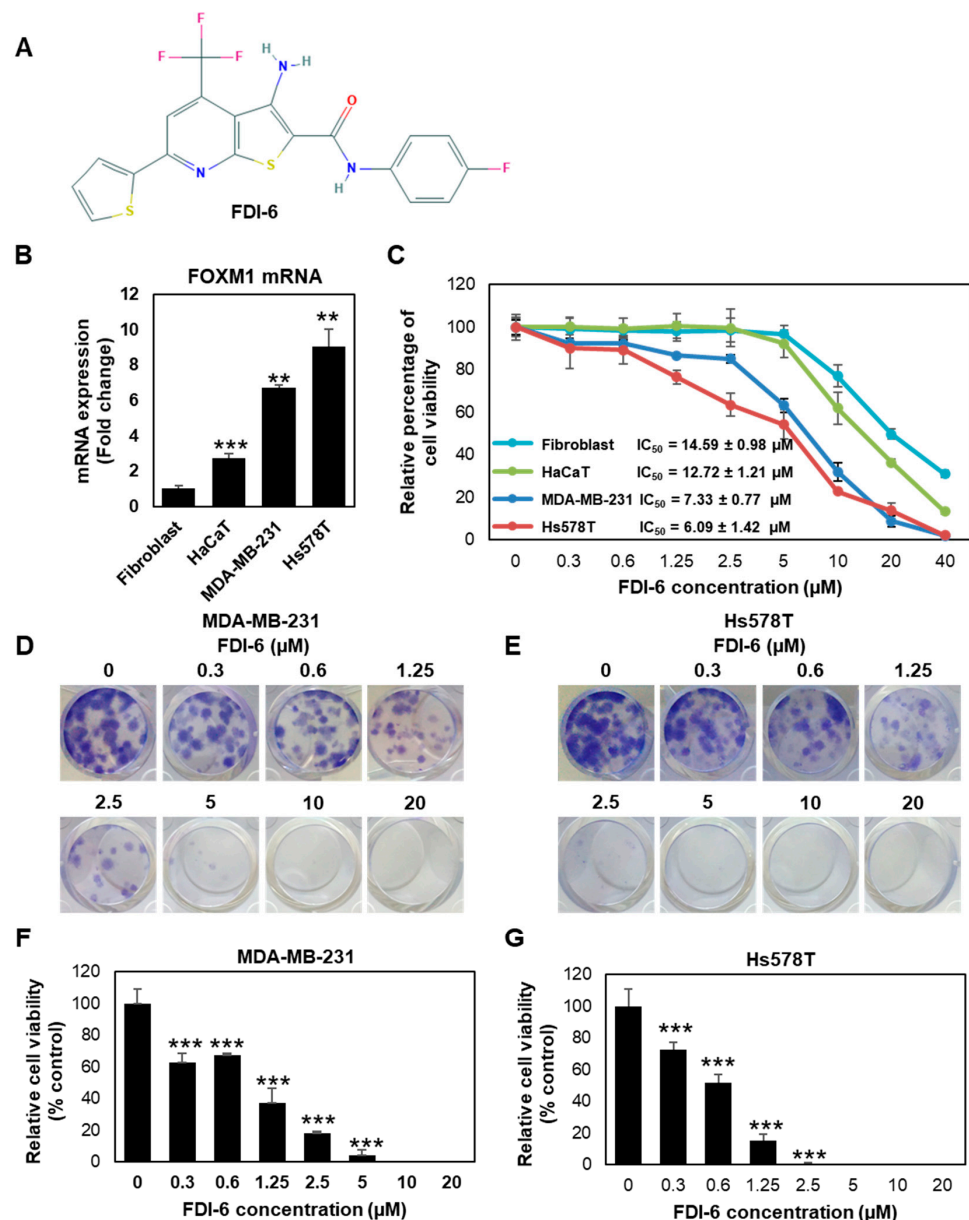 A
F
F
F
H
H
N
O
S
N
S
N
H
F
FDI-6
B
FOXM1 mRNA
mRNA expression
(Fold change)
12
10
8
6
4
2
0
**
**
***
Fibroblast
HaCaT
MDA-MB-231
Hs578T
C
Relative percentage of
cell viability
120
100
80
60
40
20
0
Fibroblast IC50 = 14.59 ± 0.98 µM
HaCaT IC50 = 12.72 ± 1.21 µM
MDA-MB-231 IC50 = 7.33 ± 0.77 µM
Hs578T IC50 = 6.09 ± 1.42 µM
0 0.3 0.6 1.25 2.5 5 10 20 40
FDI-6 concentration (µM)
D
MDA-MB-231
FDI-6 (µM)
0 0.3 0.6 1.25
2.5 5 10 20
E
Hs578T
FDI-6 (µM)
0 0.3 0.6 1.25
2.5 5 10 20
F
MDA-MB-231
Relative cell viability
(% control)
120
100
80
60
40
20
0
*** *** *** *** ***
0 0.3 0.6 1.25 2.5 5 10 20
FDI-6 concentration (µM)
G
Hs578T
Relative cell viability
(% control)
120
100
80
60
40
20
0
*** *** *** ***
0 0.3 0.6 1.25 2.5 5 10 20
FDI-6 concentration (µM)